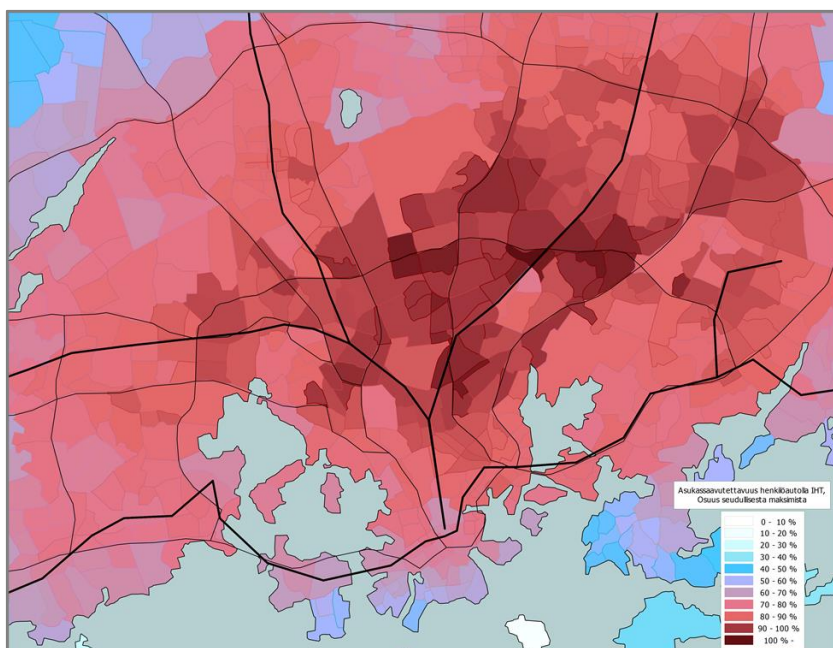 Asukassaavutettavuus henkilöautolla IHT,
Osuus seudullisesta maksimista
0 - 10 %
10 - 20 %
20 - 30 %
30 - 40 %
40 - 50 %
50 - 60 %
60 - 70 %
70 - 80 %
80 - 90 %
90 - 100 %
100 % -